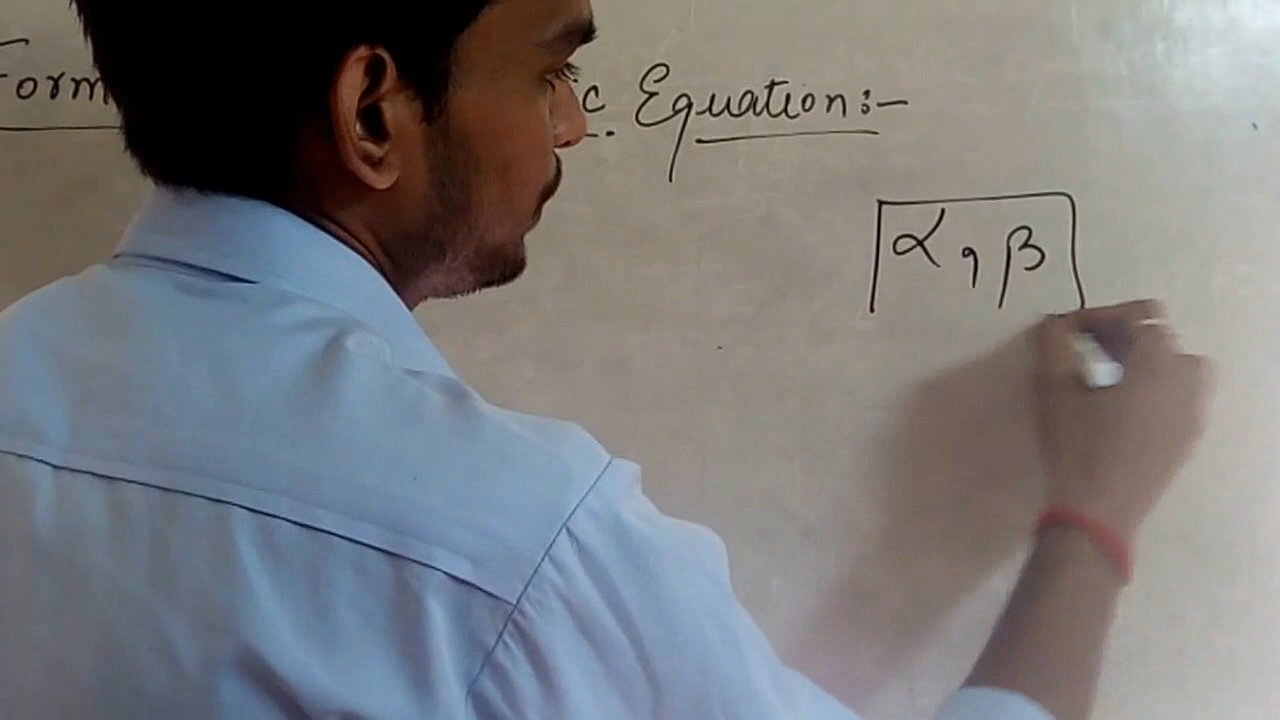 Form c Equation:-
α, β